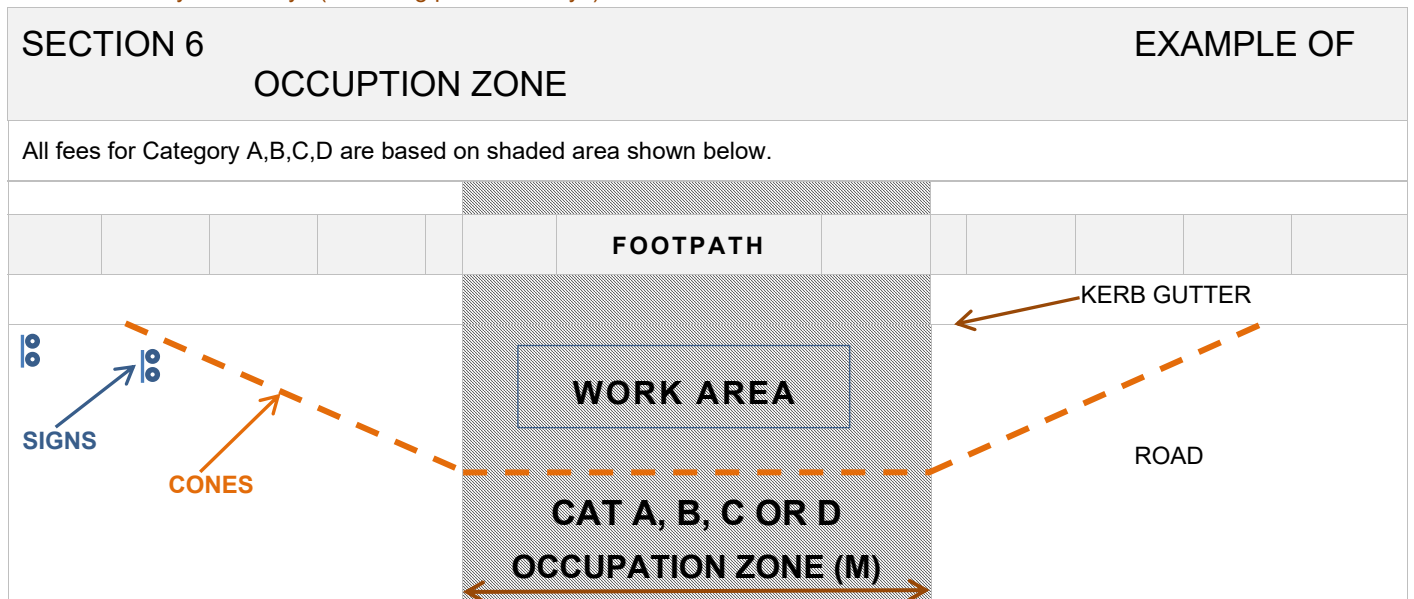 SECTION 6 EXAMPLE OF
OCCUPTION ZONE
All fees for Category A,B,C,D are based on shaded area shown below.
FOOTPATH
KERB GUTTER
WORK AREA
SIGNS
ROAD
CONES
CAT A, B, C OR D
OCCUPATION ZONE (M)